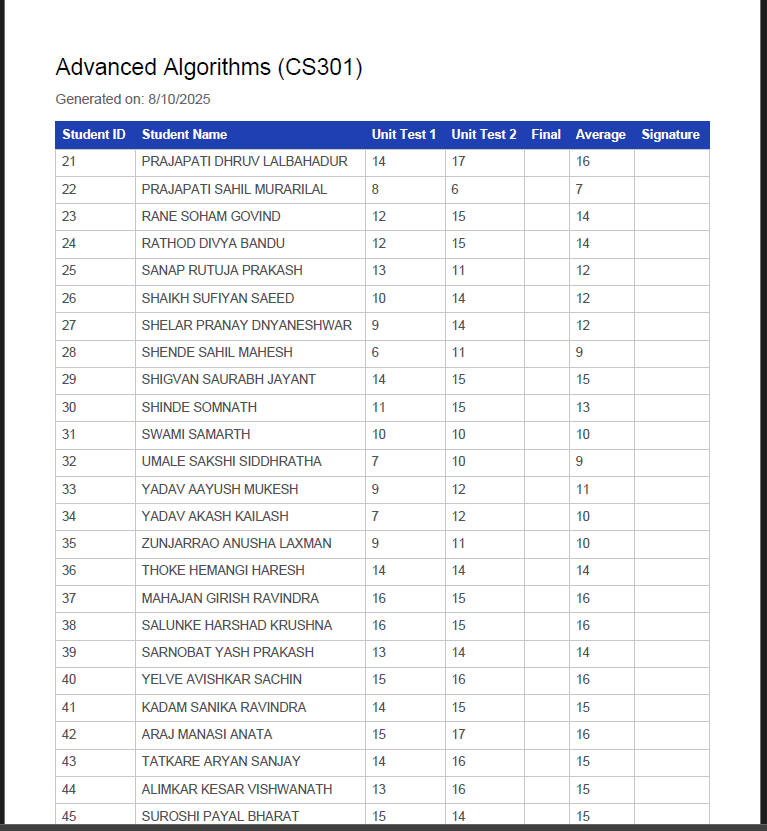 Advanced Algorithms (CS301)
Generated on: 8/10/2025
Student ID Student Name Unit Test 1 Unit Test 2 Final Average Signature
21 PRAJAPATI DHRUV LALBAHADUR 14 17 16
22 PRAJAPATI SAHIL MURARILAL 8 6 7
23 RANE SOHAM GOVIND 12 15 14
24 RATHOD DIVYA BANDU 12 15 14
25 SANAP RUTUJA PRAKASH 13 11 12
26 SHAIKH SUFIYAN SAEED 10 14 12
27 SHELAR PRANAY DNYANESHWAR 9 14 12
28 SHENDE SAHIL MAHESH 6 11 9
29 SHIGVAN SAURABH JAYANT 14 15 15
30 SHINDE SOMNATH 11 15 13
31 SWAMI SAMARTH 10 10 10
32 UMALE SAKSHI SIDDHRATHA 7 10 9
33 YADAV AAYUSH MUKESH 9 12 11
34 YADAV AKASH KAILASH 7 12 10
35 ZUNJARRAO ANUSHA LAXMAN 9 11 10
36 THOKE HEMANGI HARESH 14 14 14
37 MAHAJAN GIRISH RAVINDRA 16 15 16
38 SALUNKE HARSHAD KRUSHNA 16 15 16
39 SARNOBAT YASH PRAKASH 13 14 14
40 YELVE AVISHKAR SACHIN 15 16 16
41 KADAM SANIKA RAVINDRA 14 15 15
42 ARAJ MANASI ANATA 15 17 16
43 TATKARE ARYAN SANJAY 14 16 15
44 ALIMKAR KESAR VISHWANATH 13 16 15
45 SUROSHI PAYAL BHARAT 15 14 15